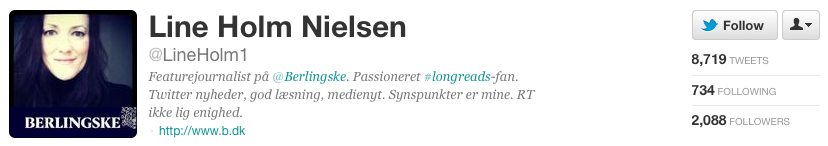 Line Holm Nielsen
@LineHolm1
Featurejournalist på @Berlingske. Passioneret #longreads-fan.
Twitter nyheder, god læsning, medienyt. Synspunkter er mine. RT
ikke lig enighed.
· http://www.b.dk
BERLINGSKE
Follow
8,719 TWEETS
734 FOLLOWING
2,088 FOLLOWERS